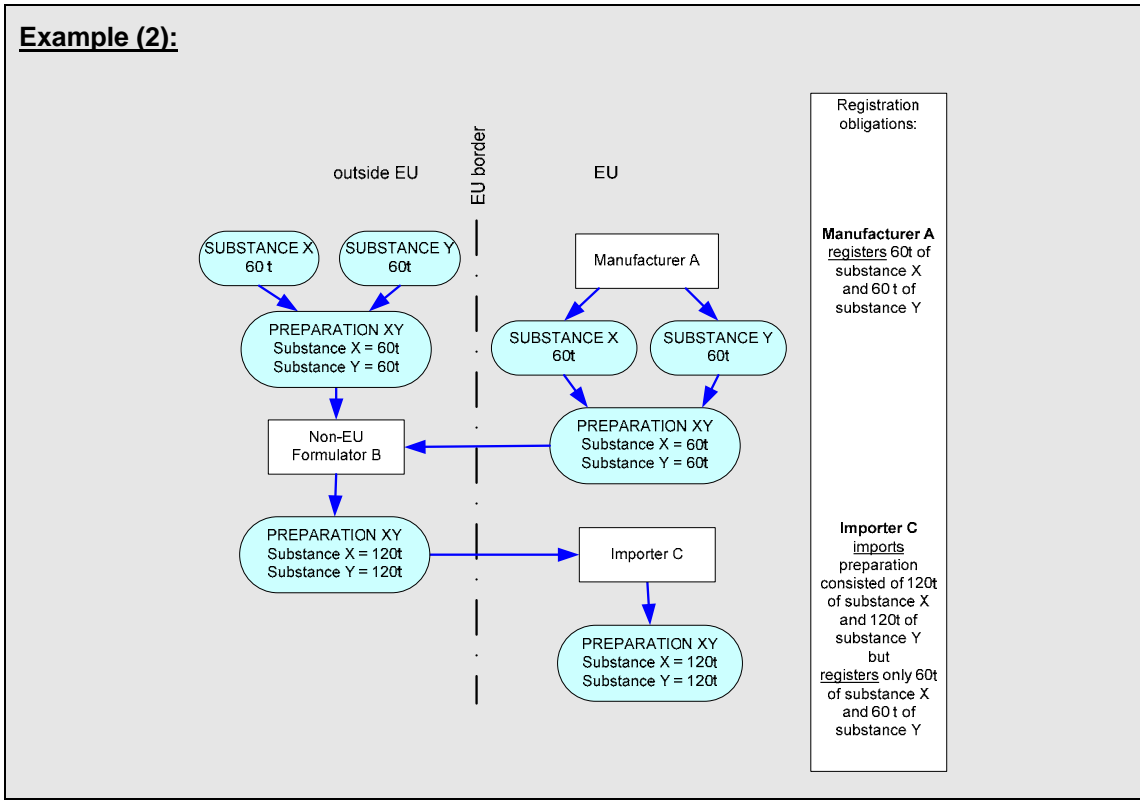 Example (2):
outside EU
EU border
EU
SUBSTANCE X
60 t
SUBSTANCE Y
60t
PREPARATION XY
Substance X = 60t
Substance Y = 60t
Non-EU
Formulator B
PREPARATION XY
Substance X = 120t
Substance Y = 120t
Manufacturer A
SUBSTANCE X
60t
SUBSTANCE Y
60t
PREPARATION XY
Substance X = 60t
Substance Y = 60t
Importer C
PREPARATION XY
Substance X = 120t
Substance Y = 120t
Registration
obligations:
Manufacturer A
registers 60t of
substance X
and 60 t of
substance Y
Importer C
imports
preparation
consisted of 120t
of substance X
and 120t of
substance Y
but
registers only 60t
of substance X
and 60 t of
substance Y